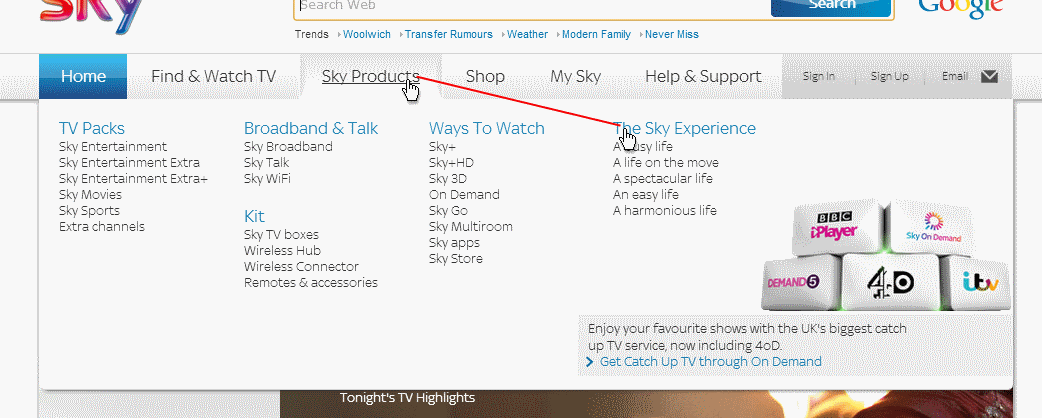 sky
Search Web
Search
Google
Trends Woolwich Transfer Rumours Weather Modern Family Never Miss
Home Find & Watch TV Sky Products Shop My Sky Help & Support Sign In Sign Up Email
TV Packs
Sky Entertainment
Sky Entertainment Extra
Sky Entertainment Extra+
Sky Movies
Sky Sports
Extra channels
Broadband & Talk
Sky Broadband
Sky Talk
Sky WiFi
Kit
Sky TV boxes
Wireless Hub
Wireless Connector
Remotes & accessories
Ways To Watch
Sky+
Sky+HD
Sky 3D
On Demand
Sky Go
Sky Multiroom
Sky apps
Sky Store
The Sky Experience
life
A life on the move
A spectacular life
An easy life
A harmonious life
BBC
iPlayer
Sky On Demand
DEMAND 5
4oD
itv
Enjoy your favourite shows with the UK's biggest catch
up TV service, now including 4oD.
Get Catch Up TV through On Demand
Tonight's TV Highlights